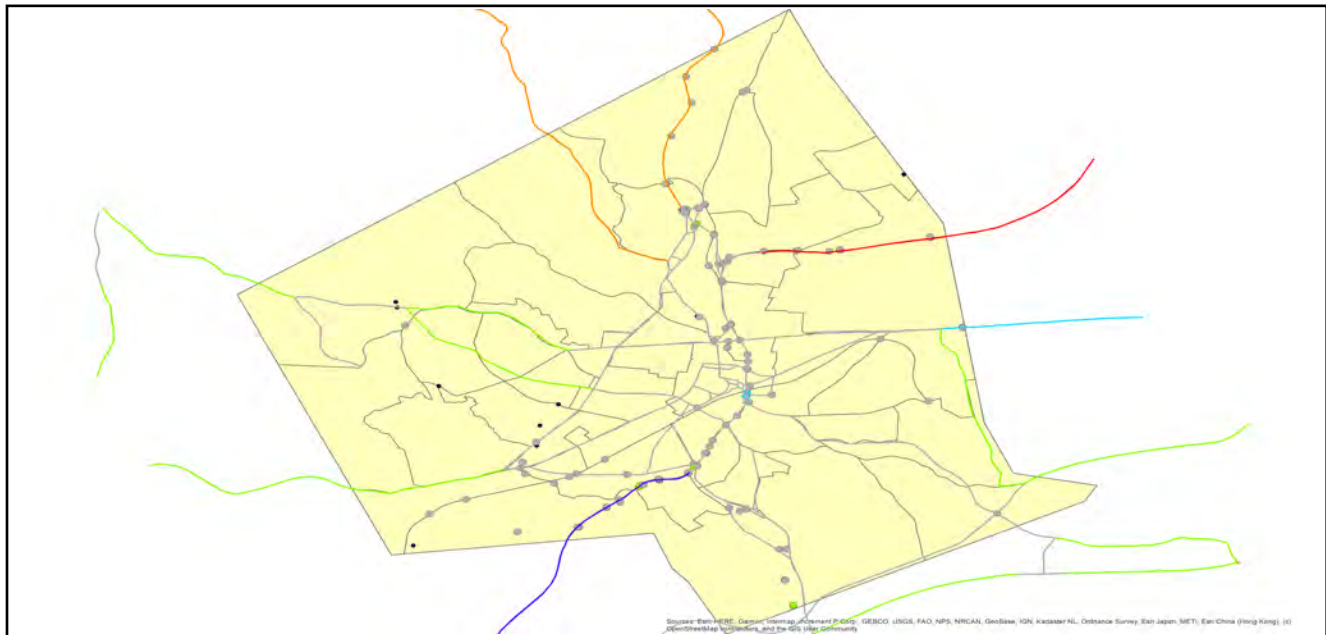 Sources: Esri, HERE, Garmin, Intermap, increment P Corp., GEBCO, USGS, FAO, NPS, NRCAN, GeoBase, IGN, Kadaster NL, Ordnance Survey, Esri Japan, METI, Esri China (Hong Kong), (c)
OpenStreetMap contributors, and the GIS User Community